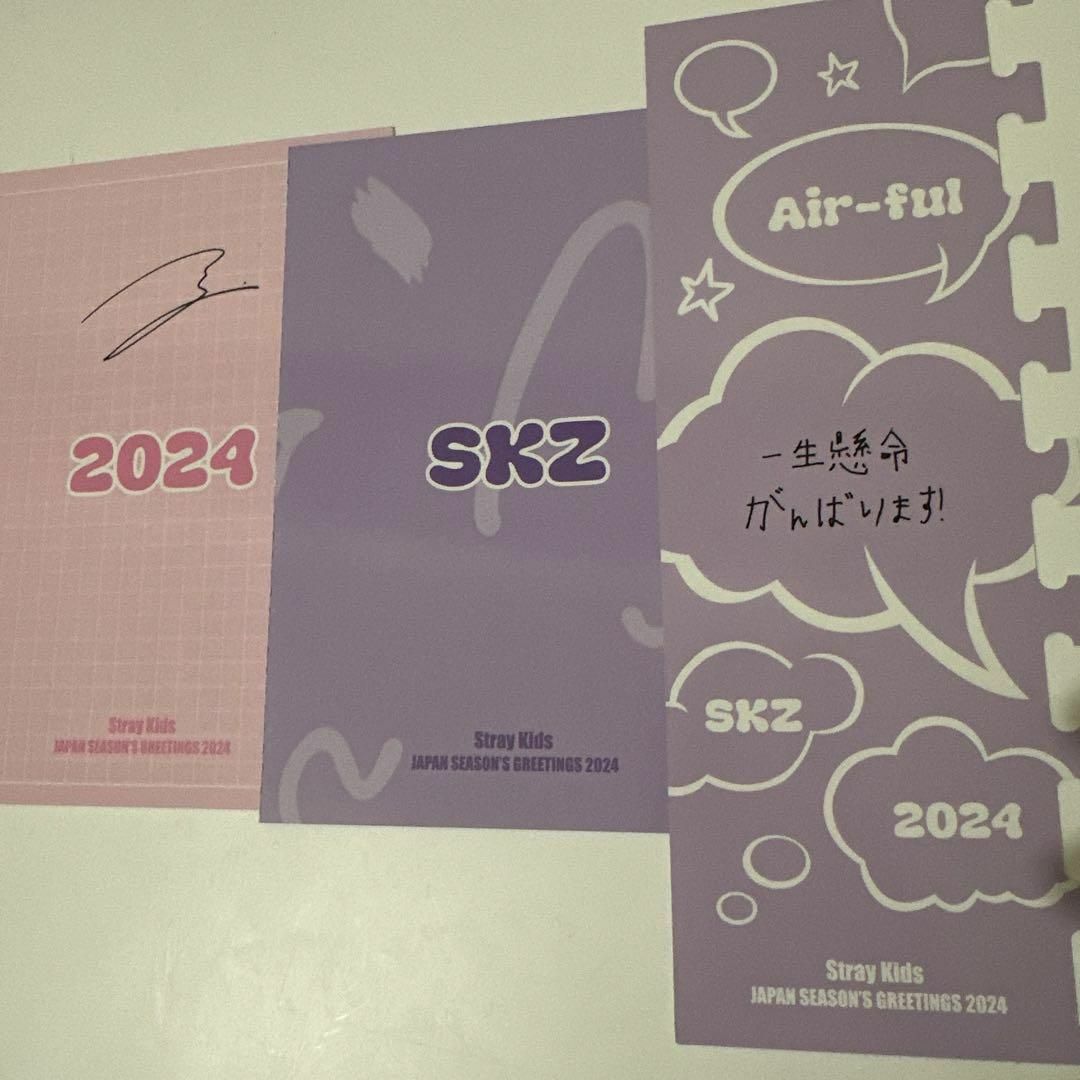 2024
Stray Kids
JAPAN SEASON'S GREETINGS 2024
SKZ
Stray Kids
JAPAN SEASON'S GREETINGS 2024
Air-ful
一生懸命
がんばります!
SKZ
2024
Stray Kids
JAPAN SEASON'S GREETINGS 2024